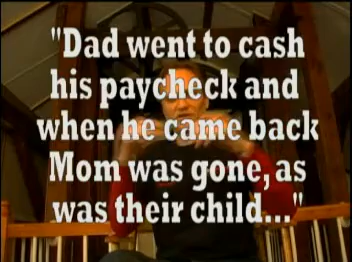 "Dad went to cash
his paycheck and
when he came back
Mom was gone, as
was their child..."